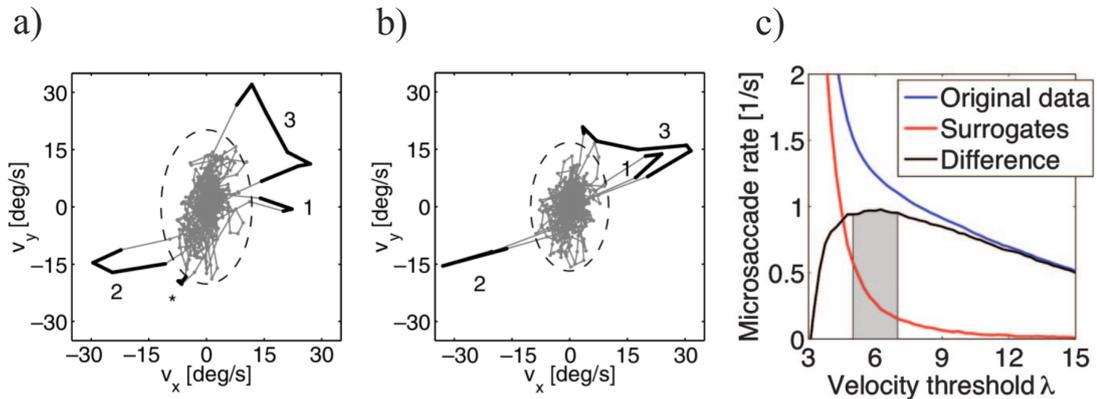 a)
30
15
0
−15
−30
v_y [deg/s]
−30 −15 0 15 30
v_x [deg/s]
3
1
2
*
b)
30
15
0
−15
−30
v_y [deg/s]
−30 −15 0 15 30
v_x [deg/s]
3
1
2
c)
2
1.5
1
0.5
0
Microsaccade rate [1/s]
Original data
Surrogates
Difference
3 6 9 12 15
Velocity threshold λ